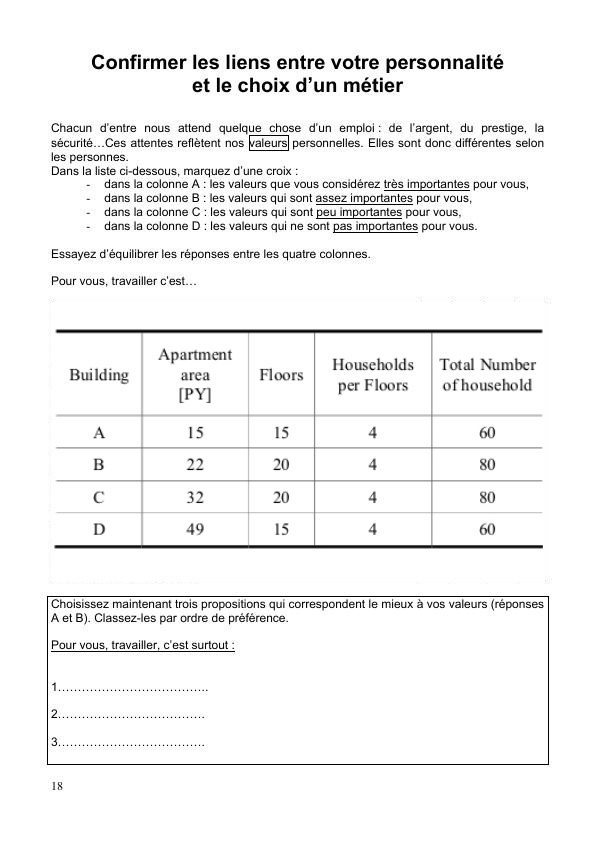 Confirmer les liens entre votre personnalité
et le choix d’un métier
Chacun d’entre nous attend quelque chose d’un emploi : de l’argent, du prestige, la
sécurité…Ces attentes reflètent nos valeurs personnelles. Elles sont donc différentes selon
les personnes.
Dans la liste ci-dessous, marquez d’une croix :
- dans la colonne A : les valeurs que vous considérez très importantes pour vous,
- dans la colonne B : les valeurs qui sont assez importantes pour vous,
- dans la colonne C : les valeurs qui sont peu importantes pour vous,
- dans la colonne D : les valeurs qui ne sont pas importantes pour vous.
Essayez d’équilibrer les réponses entre les quatre colonnes.
Pour vous, travailler c’est…
Building Apartment area [PY] Floors Households per Floors Total Number of household
A 15 15 4 60
B 22 20 4 80
C 32 20 4 80
D 49 15 4 60
Choisissez maintenant trois propositions qui correspondent le mieux à vos valeurs (réponses
A et B). Classez-les par ordre de préférence.
Pour vous, travailler, c’est surtout :
1………………………………..
2……………………………….
3……………………………….
18